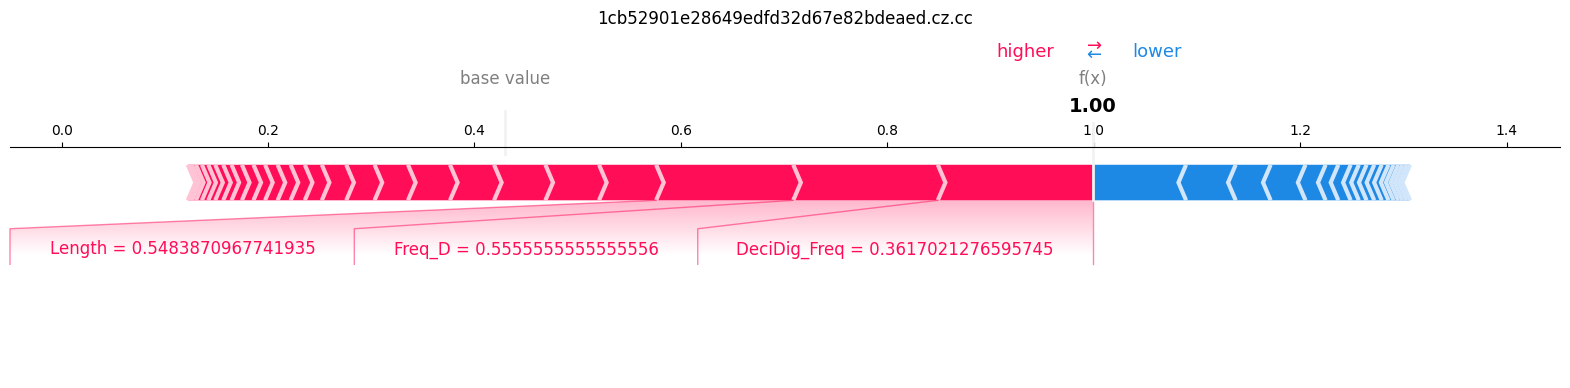 1cb52901e28649edfd32d67e82bdeaed.cz.cc
higher ⇄ lower
base value f(x)
1.00
0.0 0.2 0.4 0.6 0.8 1.0 1.2 1.4
Length = 0.5483870967741935 Freq_D = 0.5555555555555556 DeciDig_Freq = 0.3617021276595745